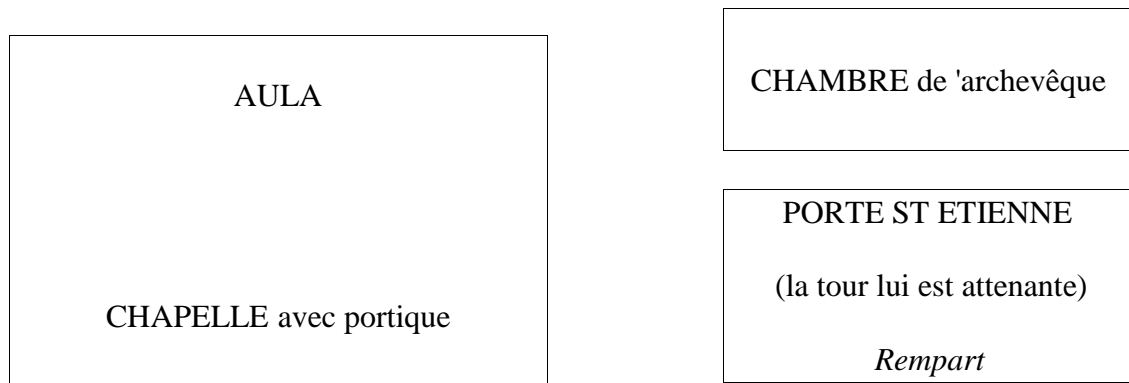 AULA
CHAPELLE avec portique
CHAMBRE de 'archevêque
PORTE ST ETIENNE
(la tour lui est attenante)
Rempart